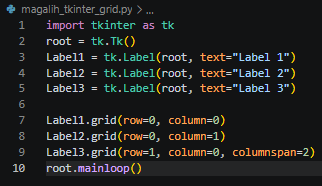 magalih_tkinter_grid.py > ...
1 import tkinter as tk
2 root = tk.Tk()
3 Label1 = tk.Label(root, text="Label 1")
4 Label2 = tk.Label(root, text="Label 2")
5 Label3 = tk.Label(root, text="Label 3")
6
7 Label1.grid(row=0, column=0)
8 Label2.grid(row=0, column=1)
9 Label3.grid(row=1, column=0, columnspan=2)
10 root.mainloop()